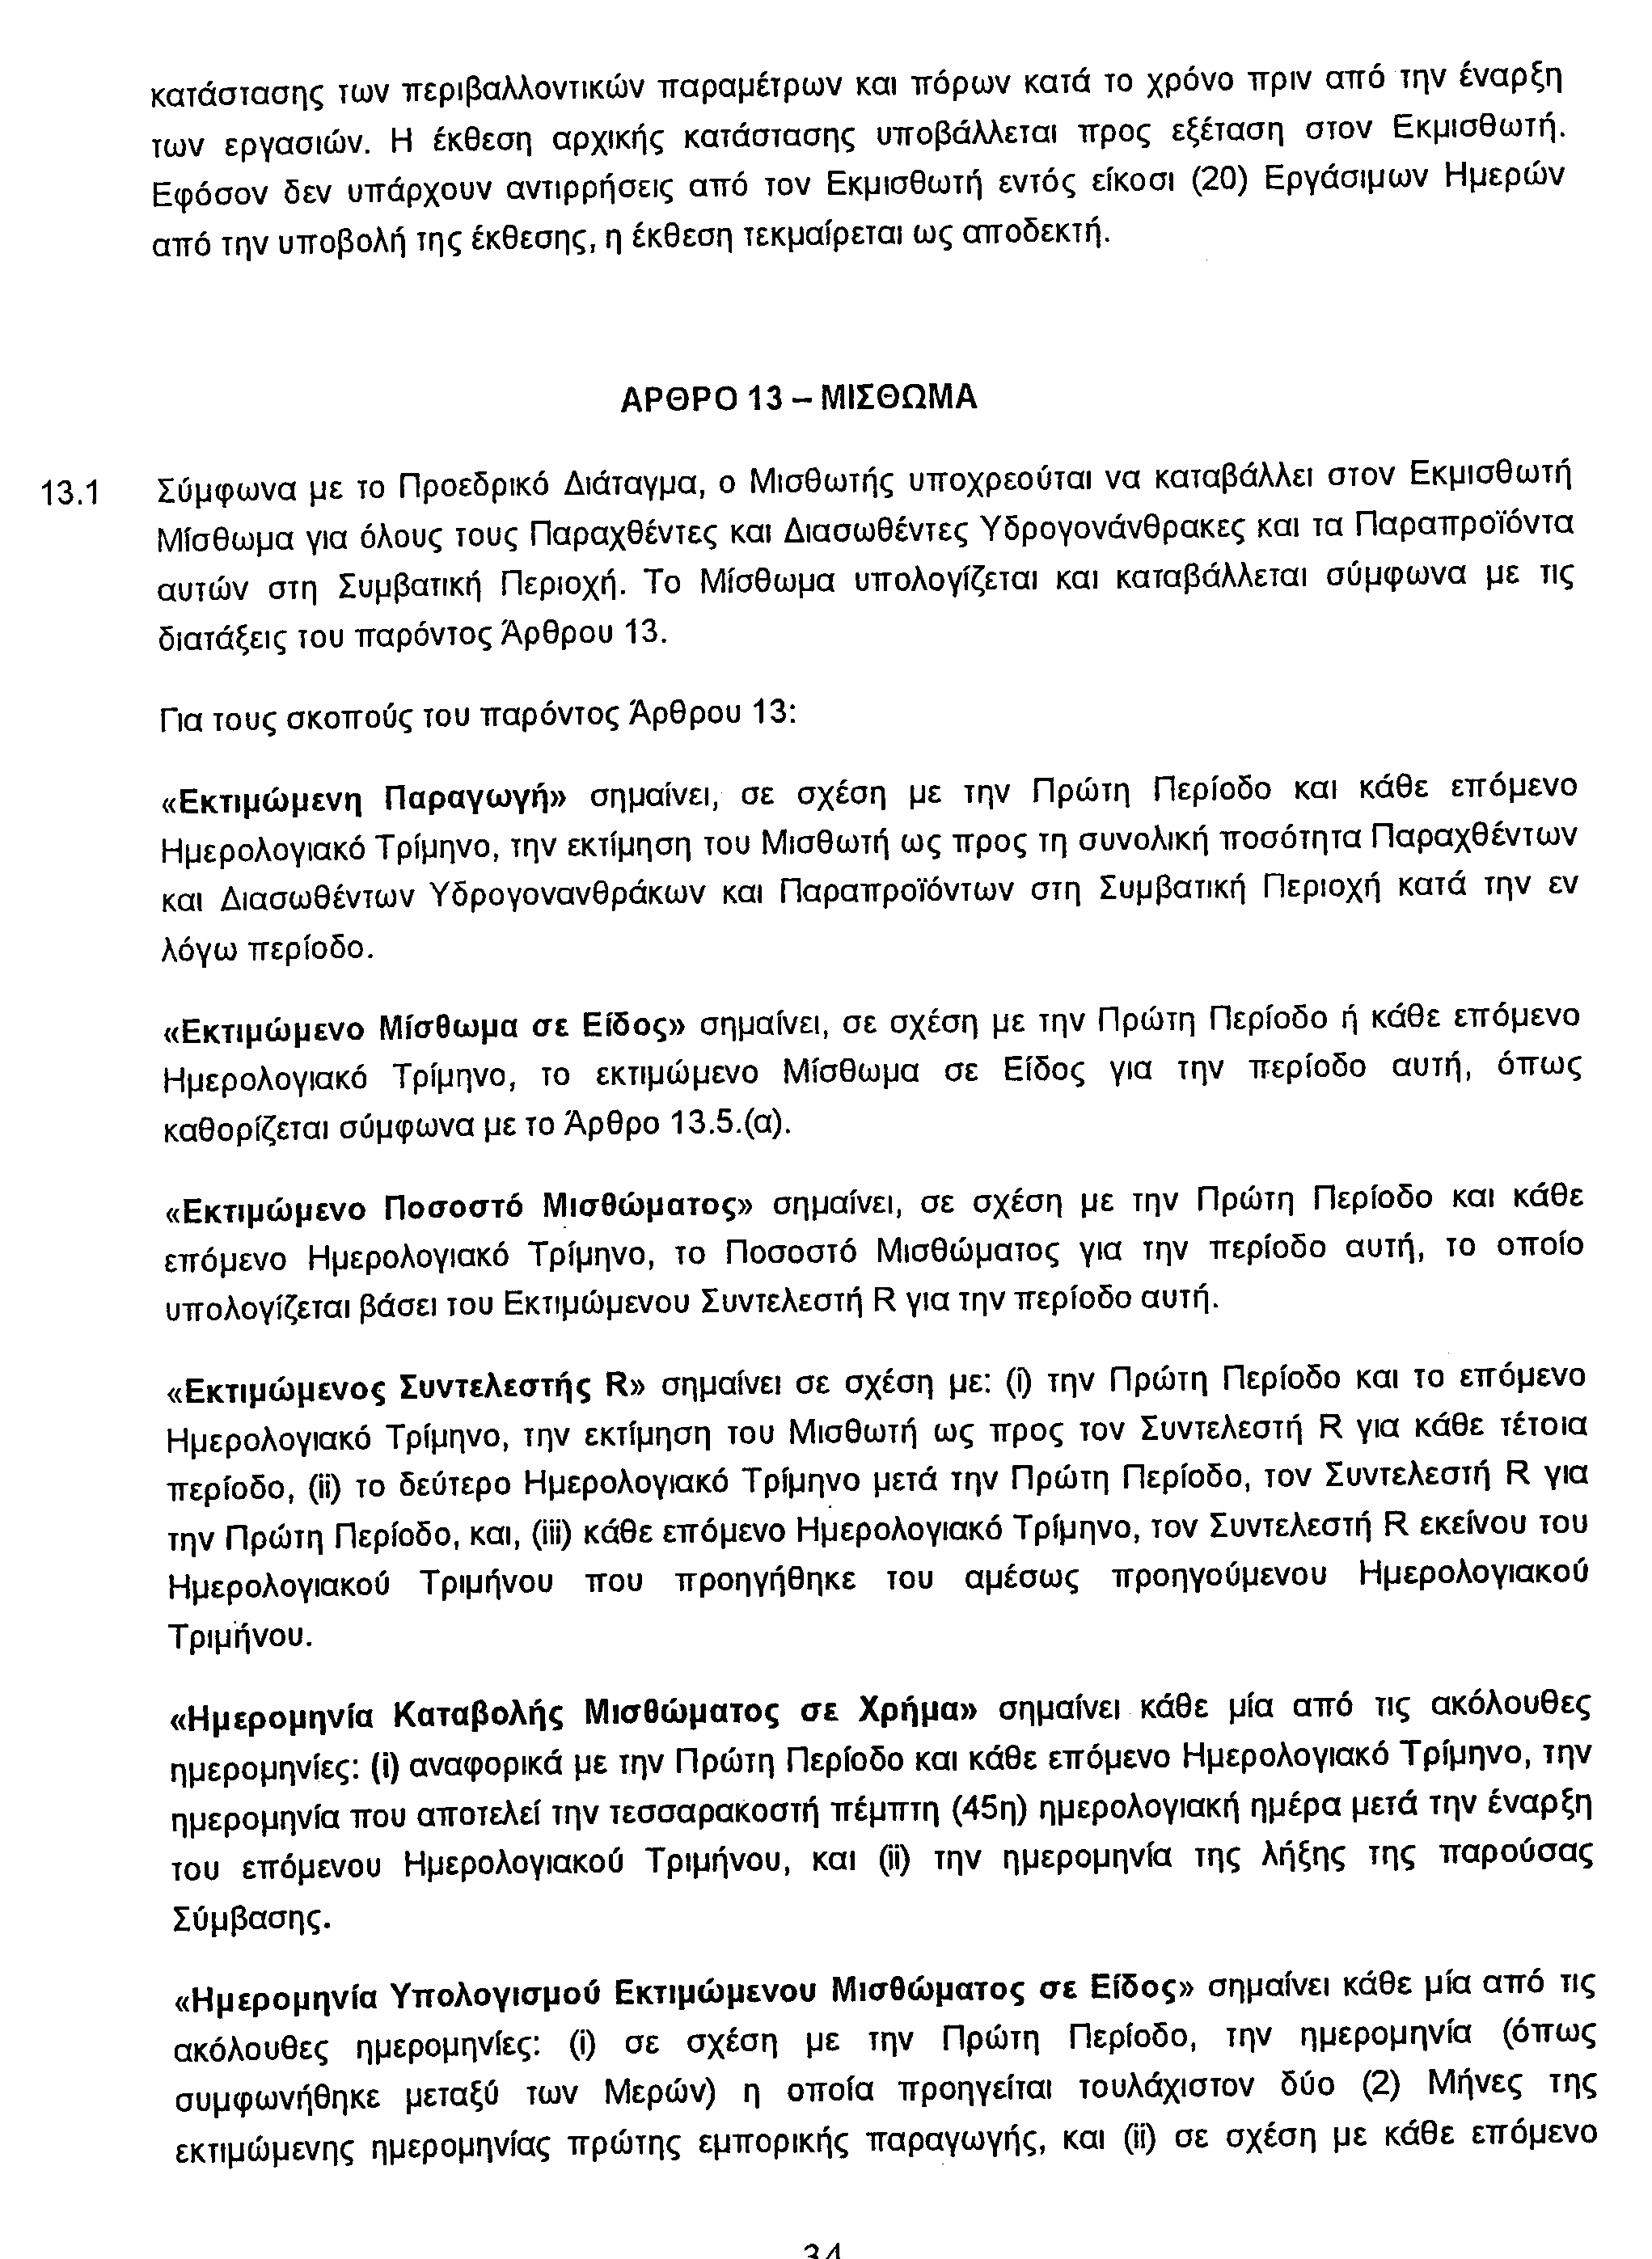 κατάστασης των περιβαλλοντικών παραμέτρων και πόρων κατά το χρόνο πριν από την έναρξη
των εργασιών. Η έκθεση αρχικής κατάστασης υποβάλλεται προς εξέταση στον Εκμισθωτή.
Εφόσον δεν υπάρχουν αντιρρήσεις από τον Εκμισθωτή εντός είκοσι (20) Εργάσιμων Ημερών
από την υποβολή της έκθεσης, η έκθεση τεκμαίρεται ως αποδεκτή.
ΑΡΘΡΟ 13 – ΜΙΣΘΩΜΑ
13.1 Σύμφωνα με το Προεδρικό Διάταγμα, ο Μισθωτής υποχρεούται να καταβάλλει στον Εκμισθωτή
Μίσθωμα για όλους τους Παραχθέντες και Διασωθέντες Υδρογονάνθρακες και τα Παραπροϊόντα
αυτών στη Συμβατική Περιοχή. Το Μίσθωμα υπολογίζεται και καταβάλλεται σύμφωνα με τις
διατάξεις του παρόντος Άρθρου 13.
Για τους σκοπούς του παρόντος Άρθρου 13:
«Εκτιμώμενη Παραγωγή» σημαίνει, σε σχέση με την Πρώτη Περίοδο και κάθε επόμενο
Ημερολογιακό Τρίμηνο, την εκτίμηση του Μισθωτή ως προς τη συνολική ποσότητα Παραχθέντων
και Διασωθέντων Υδρογονανθράκων και Παραπροϊόντων στη Συμβατική Περιοχή κατά την εν
λόγω περίοδο.
«Εκτιμώμενο Μίσθωμα σε Είδος» σημαίνει, σε σχέση με την Πρώτη Περίοδο ή κάθε επόμενο
Ημερολογιακό Τρίμηνο, το εκτιμώμενο Μίσθωμα σε Είδος για την περίοδο αυτή, όπως
καθορίζεται σύμφωνα με το Άρθρο 13.5.(α).
«Εκτιμώμενο Ποσοστό Μισθώματος» σημαίνει, σε σχέση με την Πρώτη Περίοδο και κάθε
επόμενο Ημερολογιακό Τρίμηνο, το Ποσοστό Μισθώματος για την περίοδο αυτή, το οποίο
υπολογίζεται βάσει του Εκτιμώμενου Συντελεστή R για την περίοδο αυτή.
«Εκτιμώμενος Συντελεστής R» σημαίνει σε σχέση με: (i) την Πρώτη Περίοδο και το επόμενο
Ημερολογιακό Τρίμηνο, την εκτίμηση του Μισθωτή ως προς τον Συντελεστή R για κάθε τέτοια
περίοδο, (ii) το δεύτερο Ημερολογιακό Τρίμηνο μετά την Πρώτη Περίοδο, τον Συντελεστή R για
την Πρώτη Περίοδο, και, (iii) κάθε επόμενο Ημερολογιακό Τρίμηνο, τον Συντελεστή R εκείνου του
Ημερολογιακού Τριμήνου που προηγήθηκε του αμέσως προηγούμενου Ημερολογιακού
Τριμήνου.
«Ημερομηνία Καταβολής Μισθώματος σε Χρήμα» σημαίνει κάθε μία από τις ακόλουθες
ημερομηνίες: (i) αναφορικά με την Πρώτη Περίοδο και κάθε επόμενο Ημερολογιακό Τρίμηνο, την
ημερομηνία που αποτελεί την τεσσαρακοστή πέμπτη (45η) ημερολογιακή ημέρα μετά την έναρξη
του επόμενου Ημερολογιακού Τριμήνου, και (ii) την ημερομηνία της λήξης της παρούσας
Σύμβασης.
«Ημερομηνία Υπολογισμού Εκτιμώμενου Μισθώματος σε Είδος» σημαίνει κάθε μία από τις
ακόλουθες ημερομηνίες: (i) σε σχέση με την Πρώτη Περίοδο, την ημερομηνία (όπως
συμφωνήθηκε μεταξύ των Μερών) η οποία προηγείται τουλάχιστον δύο (2) Μήνες της
εκτιμώμενης ημερομηνίας πρώτης εμπορικής παραγωγής, και (ii) σε σχέση με κάθε επόμενο
34